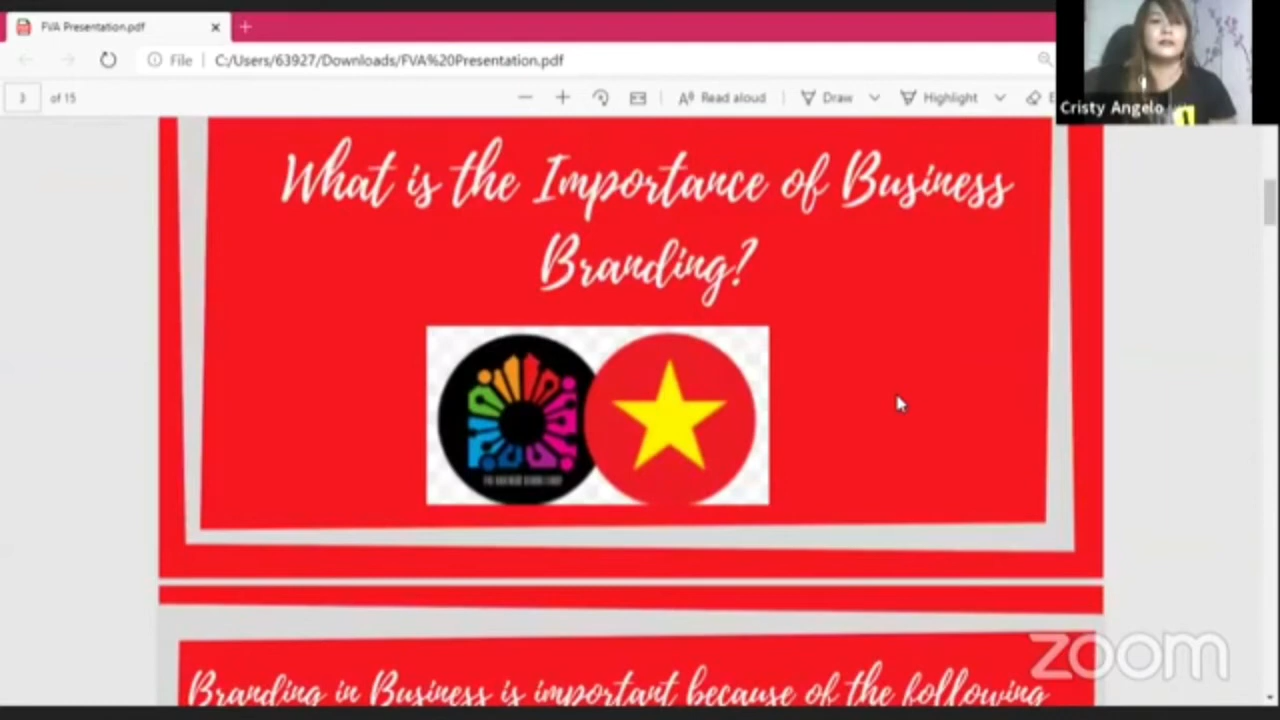 FVA Presentation.pdf
File
C:/Users/63927/Downloads/FVA%20Presentation.pdf
3 of 15
Read aloud
Draw
Highlight
Cristy Angelo
What is the Importance of Business
Branding?
zoom
Branding in Business is important because of the following